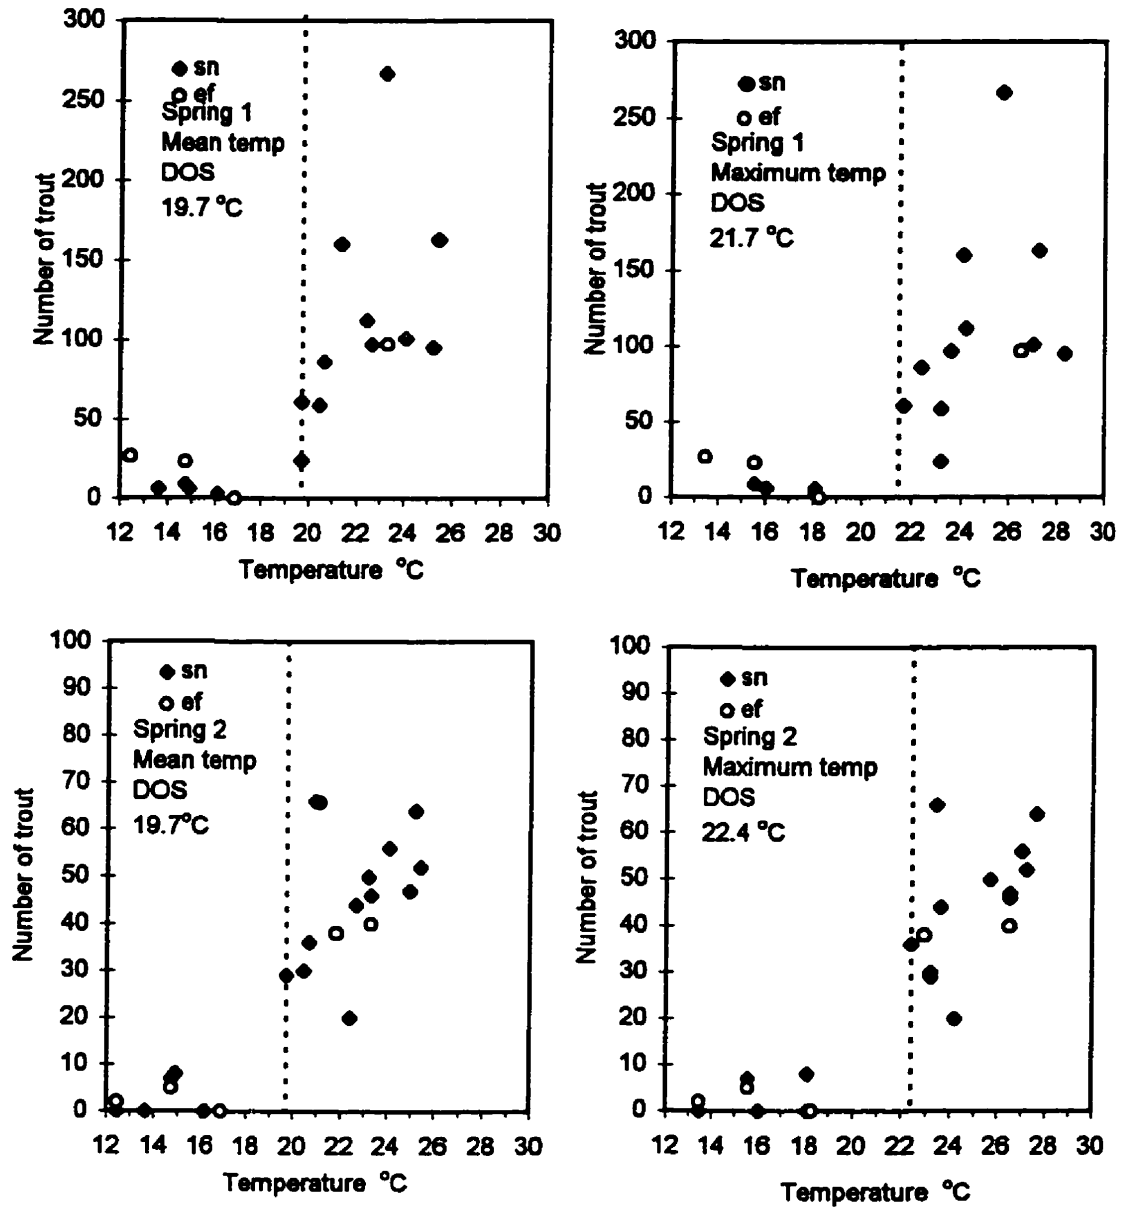 300
250
200
150
100
50
0
Number of trout
sn
ef
Spring 1
Mean temp
DOS
19.7 °C
12 14 16 18 20 22 24 26 28 30
Temperature °C
300
250
200
150
100
50
0
Number of trout
sn
ef
Spring 1
Maximum temp
DOS
21.7 °C
12 14 16 18 20 22 24 26 28 30
Temperature °C
100
90
80
70
60
50
40
30
20
10
0
Number of trout
sn
ef
Spring 2
Mean temp
DOS
19.7°C
12 14 16 18 20 22 24 26 28 30
Temperature °C
100
90
80
70
60
50
40
30
20
10
0
Number of trout
sn
ef
Spring 2
Maximum temp
DOS
22.4 °C
12 14 16 18 20 22 24 26 28 30
Temperature °C